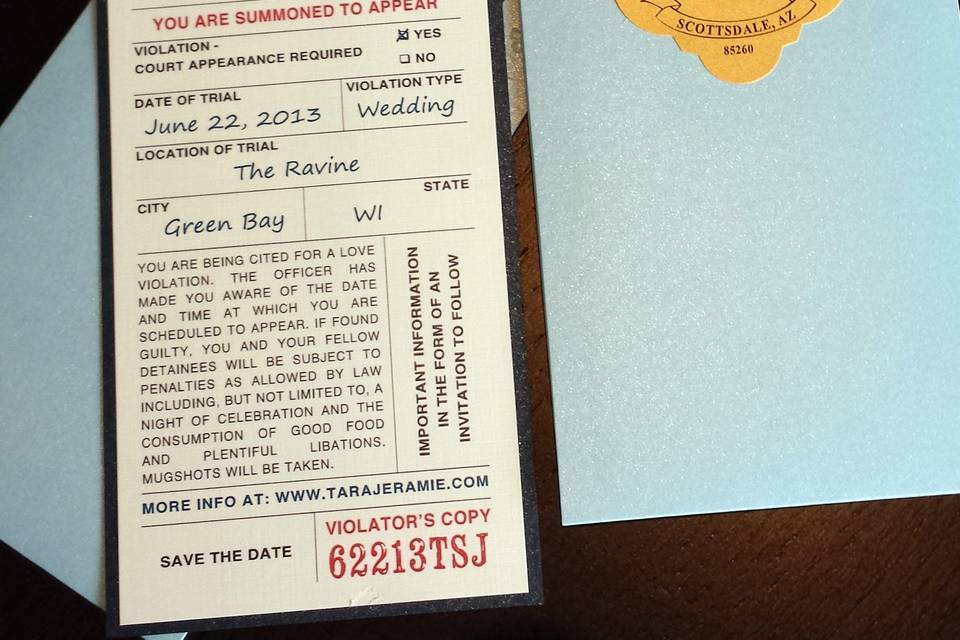 YOU ARE SUMMONED TO APPEAR
VIOLATION -
COURT APPEARANCE REQUIRED
YES
NO
DATE OF TRIAL
June 22, 2013
VIOLATION TYPE
Wedding
LOCATION OF TRIAL
The Ravine
CITY
Green Bay
STATE
WI
YOU ARE BEING CITED FOR A LOVE
VIOLATION. THE OFFICER HAS
MADE YOU AWARE OF THE DATE
AND TIME AT WHICH YOU ARE
SCHEDULED TO APPEAR. IF FOUND
GUILTY, YOU AND YOUR FELLOW
DETAINEES WILL BE SUBJECT TO
PENALTIES AS ALLOWED BY LAW
INCLUDING, BUT NOT LIMITED TO, A
NIGHT OF CELEBRATION AND THE
CONSUMPTION OF GOOD FOOD
AND PLENTIFUL LIBATIONS.
MUGSHOTS WILL BE TAKEN.
IMPORTANT INFORMATION
IN THE FORM OF AN
INVITATION TO FOLLOW
MORE INFO AT: WWW.TARAJERAMIE.COM
SAVE THE DATE
VIOLATOR'S COPY
62213TSJ
SCOTTSDALE, AZ
85260